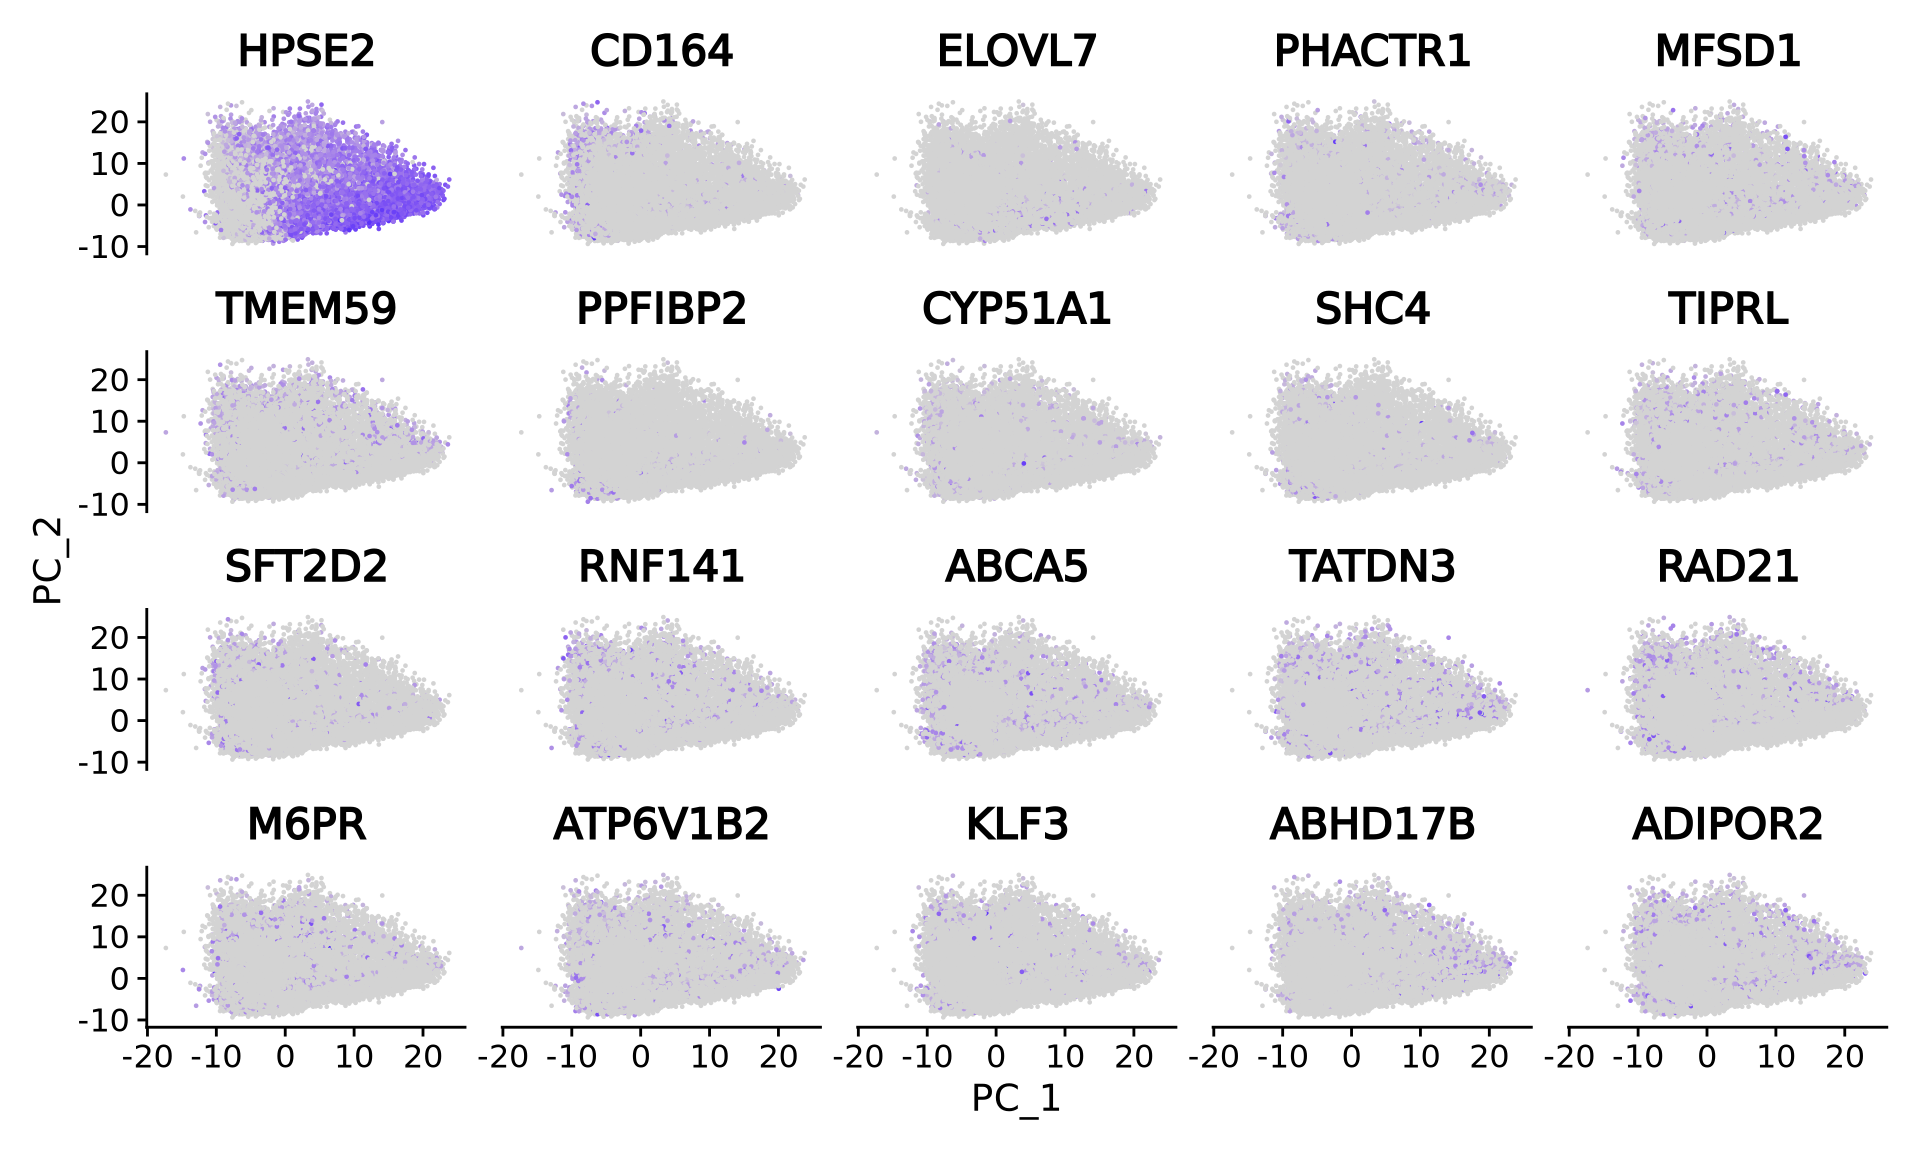 HPSE2 CD164 ELOVL7 PHACTR1 MFSD1
20
10
0
-10
TMEM59 PPFIBP2 CYP51A1 SHC4 TIPRL
20
10
0
-10
PC_2
SFT2D2 RNF141 ABCA5 TATDN3 RAD21
20
10
0
-10
M6PR ATP6V1B2 KLF3 ABHD17B ADIPOR2
20
10
0
-10
-20 -10 0 10 20 -20 -10 0 10 20 -20 -10 0 10 20 -20 -10 0 10 20 -20 -10 0 10 20
PC_1